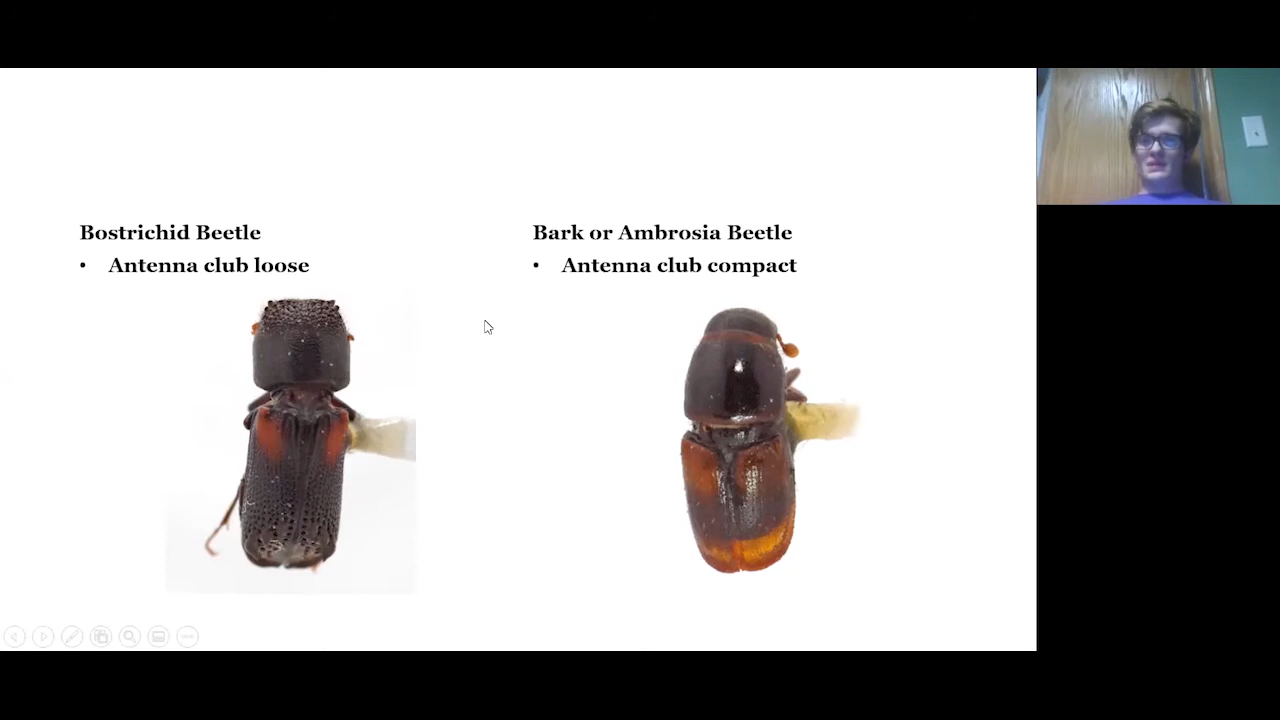 Bostrichid Beetle
• Antenna club loose
Bark or Ambrosia Beetle
• Antenna club compact